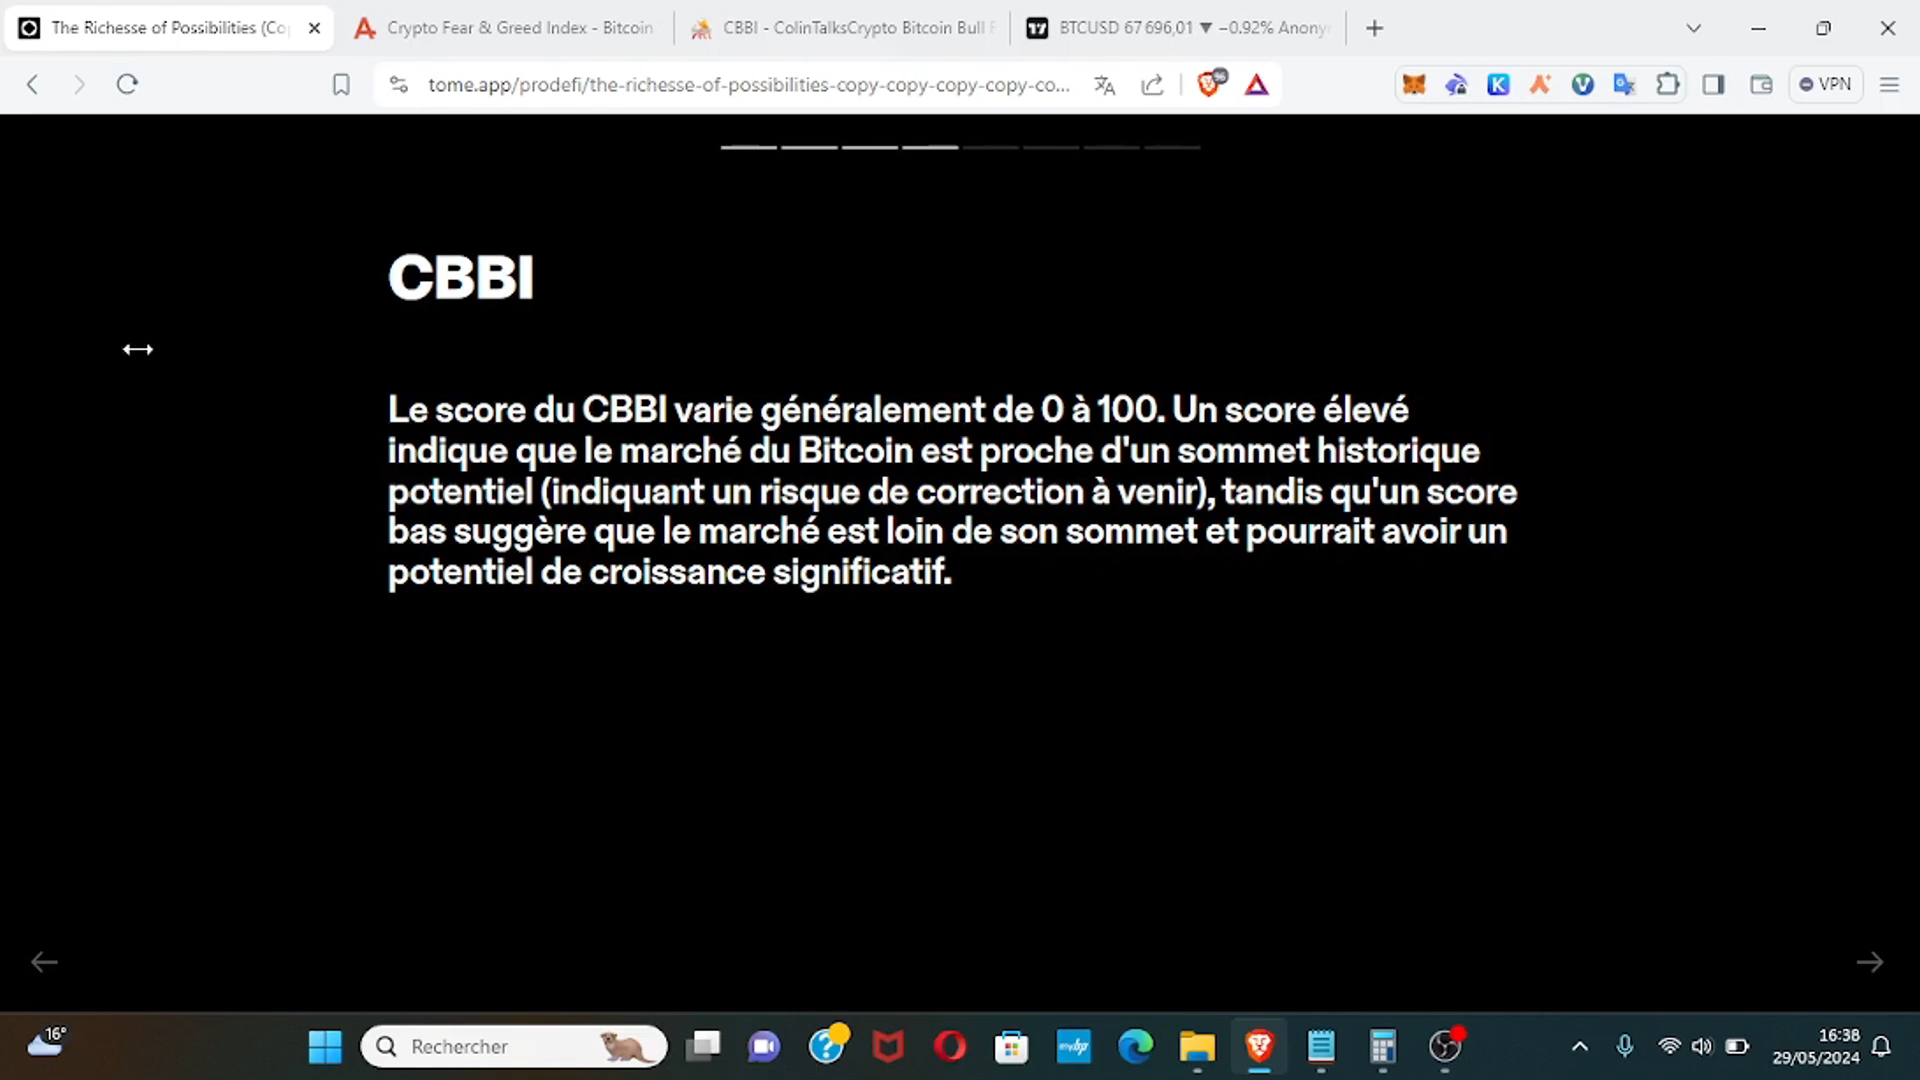 The Richesse of Possibilities (Co
Crypto Fear & Greed Index - Bitcoin
CBBI - ColinTalksCrypto Bitcoin Bull
BTCUSD 67 696,01 ▼ −0.92% Anony
tome.app/prodefi/the-richesse-of-possibilities-copy-copy-copy-copy-co...
VPN
CBBI
Le score du CBBI varie généralement de 0 à 100. Un score élevé
indique que le marché du Bitcoin est proche d'un sommet historique
potentiel (indiquant un risque de correction à venir), tandis qu'un score
bas suggère que le marché est loin de son sommet et pourrait avoir un
potentiel de croissance significatif.
16°
Rechercher
16:38
29/05/2024